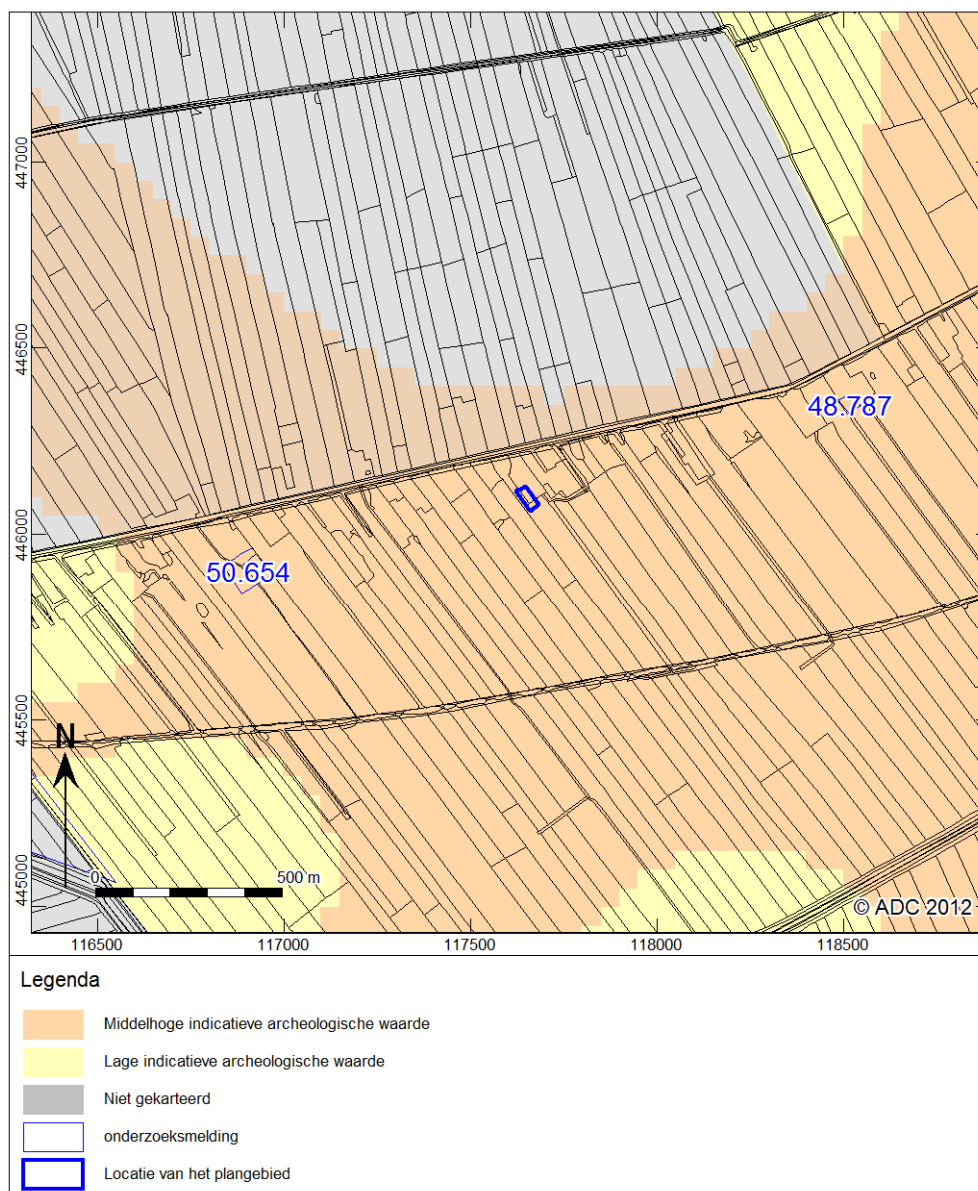 447000
446500
446000
445500
445000
48.787
50.654
N
0
500 m
© ADC 2012
116500
117000
117500
118000
118500
Legenda
Middelhoge indicatieve archeologische waarde
Lage indicatieve archeologische waarde
Niet gekarteerd
onderzoeksmelding
Locatie van het plangebied